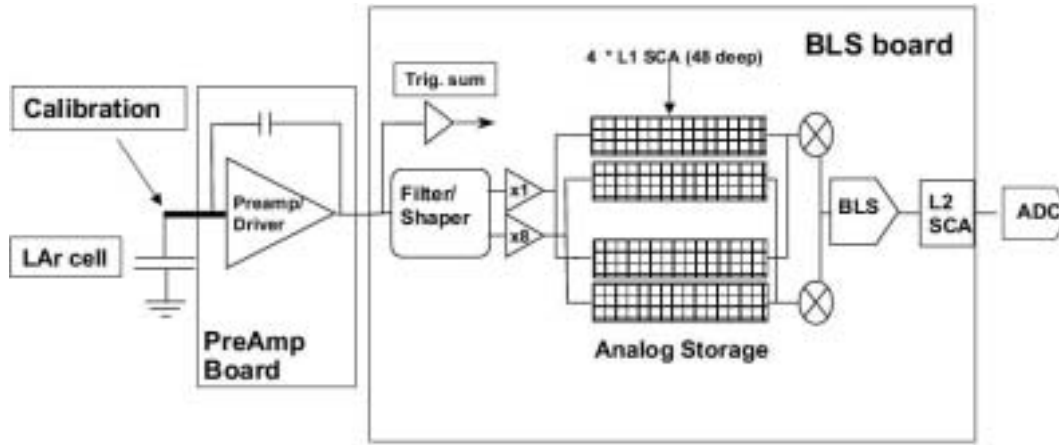 BLS board
4 * L1 SCA (48 deep)
Trig. sum
Calibration
Preamp/
Driver
Filter/
Shaper
x1
x8
BLS
L2
SCA
ADC
LAr cell
PreAmp
Board
Analog Storage